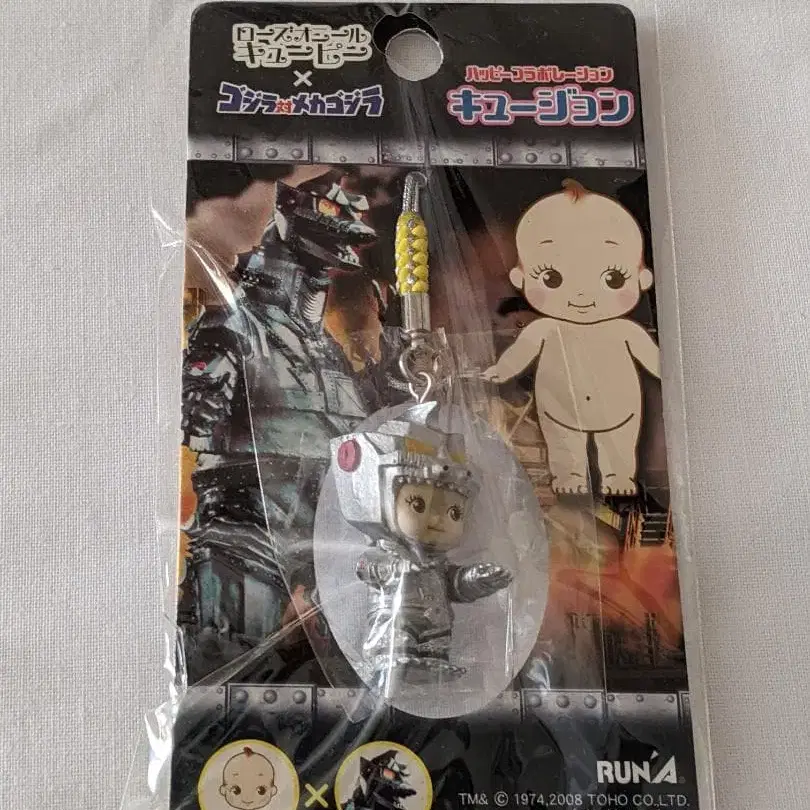 ローズオニール
キューピー
×
ゴジラ対メカゴジラ
ハッピーコラボレーション
キュージョン
×
RUN'A
TM& © 1974,2008 TOHO CO.,LTD.